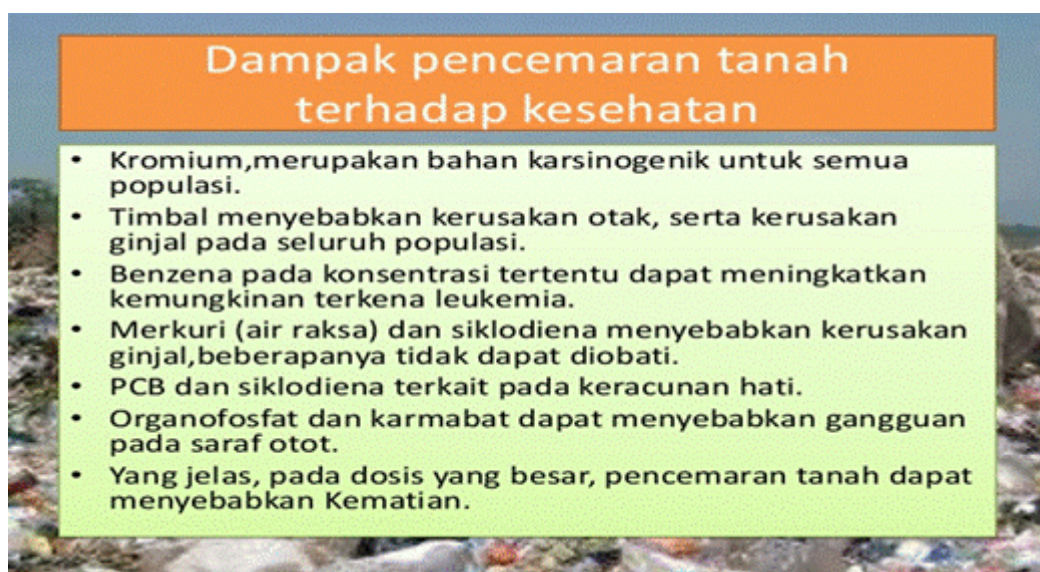 Dampak pencemaran tanah
terhadap kesehatan
• Kromium,merupakan bahan karsinogenik untuk semua
populasi.
• Timbal menyebabkan kerusakan otak, serta kerusakan
ginjal pada seluruh populasi.
• Benzena pada konsentrasi tertentu dapat meningkatkan
kemungkinan terkena leukemia.
• Merkuri (air raksa) dan siklodiena menyebabkan kerusakan
ginjal,beberapanya tidak dapat diobati.
• PCB dan siklodiena terkait pada keracunan hati.
• Organofosfat dan karmabat dapat menyebabkan gangguan
pada saraf otot.
• Yang jelas, pada dosis yang besar, pencemaran tanah dapat
menyebabkan Kematian.